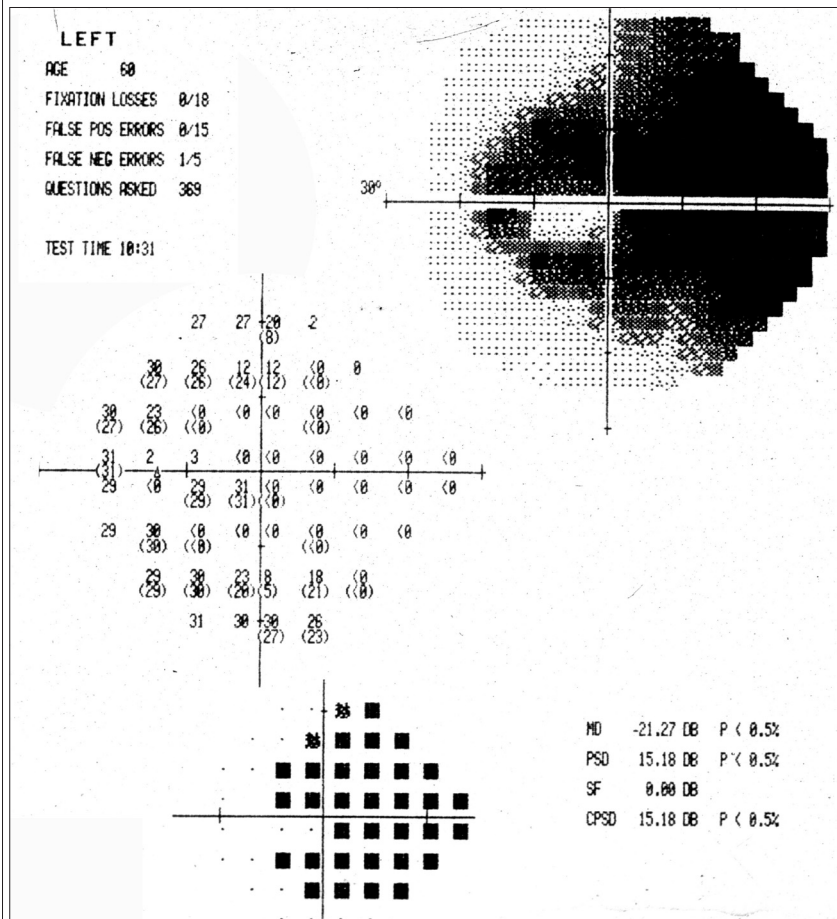 LEFT
AGE 60
FIXATION LOSSES 0/18
FALSE POS ERRORS 0/15
FALSE NEG ERRORS 1/5
QUESTIONS ASKED 369
TEST TIME 10:31
30°
27 27 20 2
(8)
30 26 12 12 <0 0
(27) (26) (24) (12) (<0)
30 23 <0 <0 <0 <0 <0 <0
(27) (26) (<0) (<0)
31 2 3 <0 <0 <0 <0 <0 <0
(31)
29 <0 29 31 <0 <0 <0 <0 <0
(29) (31) (<0)
29 30 <0 <0 <0 <0 <0 <0
(30) (<0) (<0)
29 30 23 8 18 <0
(29) (30) (20) (5) (21) (<0)
31 30 30 26
(27) (23)
MD -21.27 DB P < 0.5%
PSD 15.18 DB P < 0.5%
SF 0.00 DB
CPSD 15.18 DB P < 0.5%